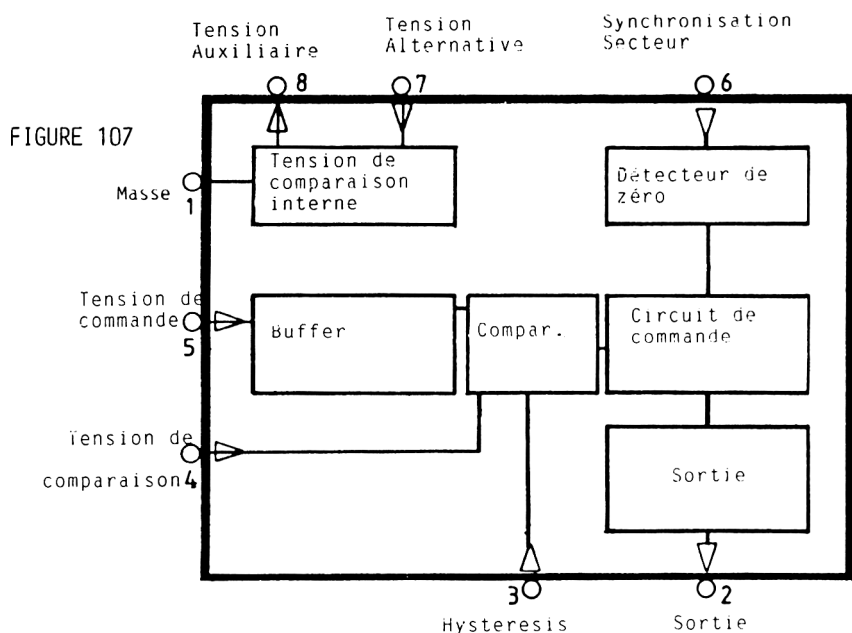 Tension
Auxiliaire
Tension
Alternative
Synchronisation
Secteur
8
7
6
FIGURE 107
Masse
1
Tension de
comparaison
interne
Détecteur de
zéro
Tension de
commande
5
Buffer
Compar.
Circuit de
commande
Tension de
comparaison 4
Sortie
3
2
Hysteresis
Sortie